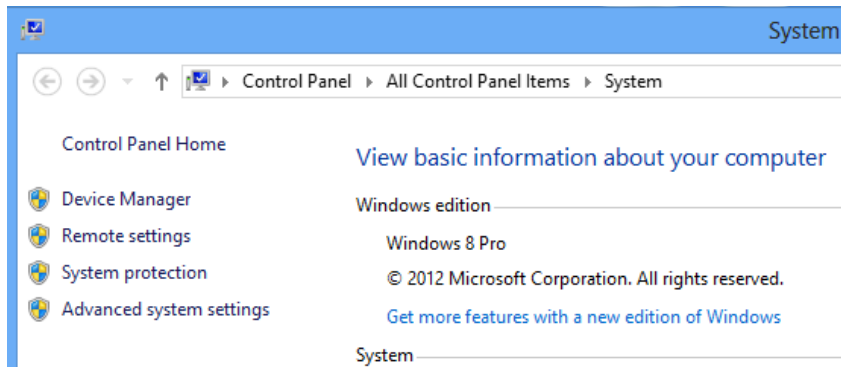 System
Control Panel All Control Panel Items System
Control Panel Home
Device Manager
Remote settings
System protection
Advanced system settings
View basic information about your computer
Windows edition
Windows 8 Pro
© 2012 Microsoft Corporation. All rights reserved.
Get more features with a new edition of Windows
System